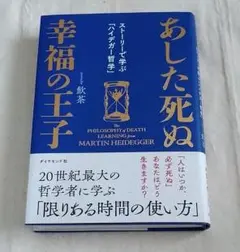 ストーリーで学ぶ
「ハイデガー哲学」
あした死ぬ
幸福の王子
飲茶
The
PHILOSOPHY OF DEATH
LEARNING from
MARTIN HEIDEGGER
「人はいつか、
必ず死ぬ」
あなたは、どう
生きますか?
ダイヤモンド社
20世紀最大の
哲学者に学ぶ
「限りある時間の使い方」